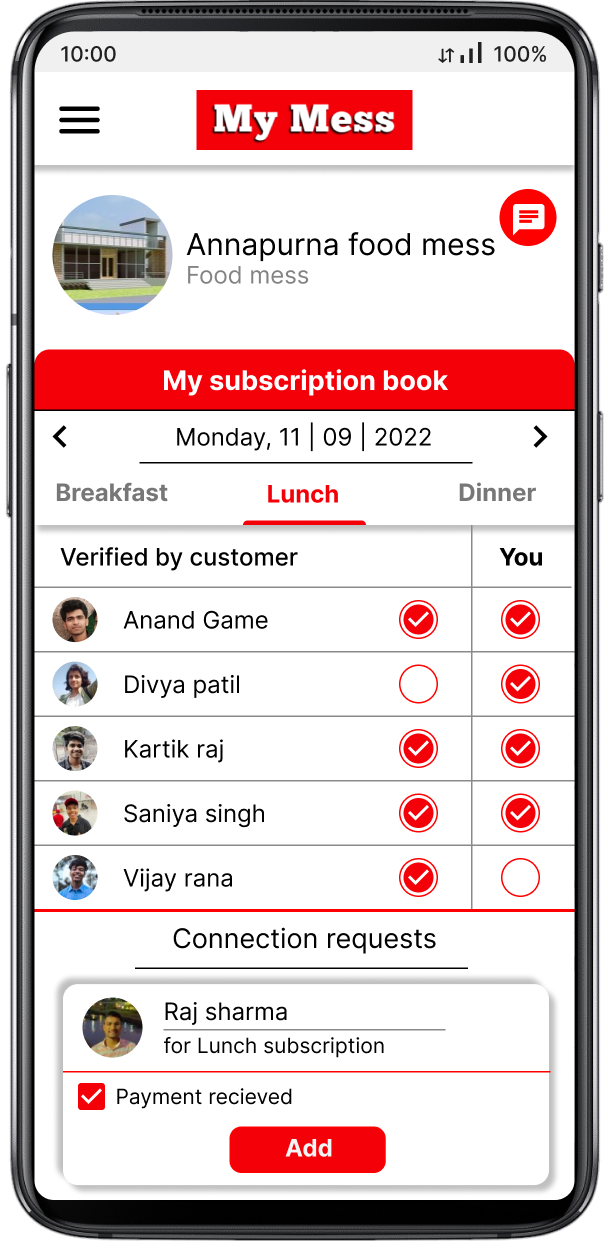 10:00 100%
My Mess
Annapurna food mess
Food mess
My subscription book
Monday, 11 | 09 | 2022
Breakfast Lunch Dinner
Verified by customer You
Anand Game
Divya patil
Kartik raj
Saniya singh
Vijay rana
Connection requests
Raj sharma
for Lunch subscription
Payment recieved
Add